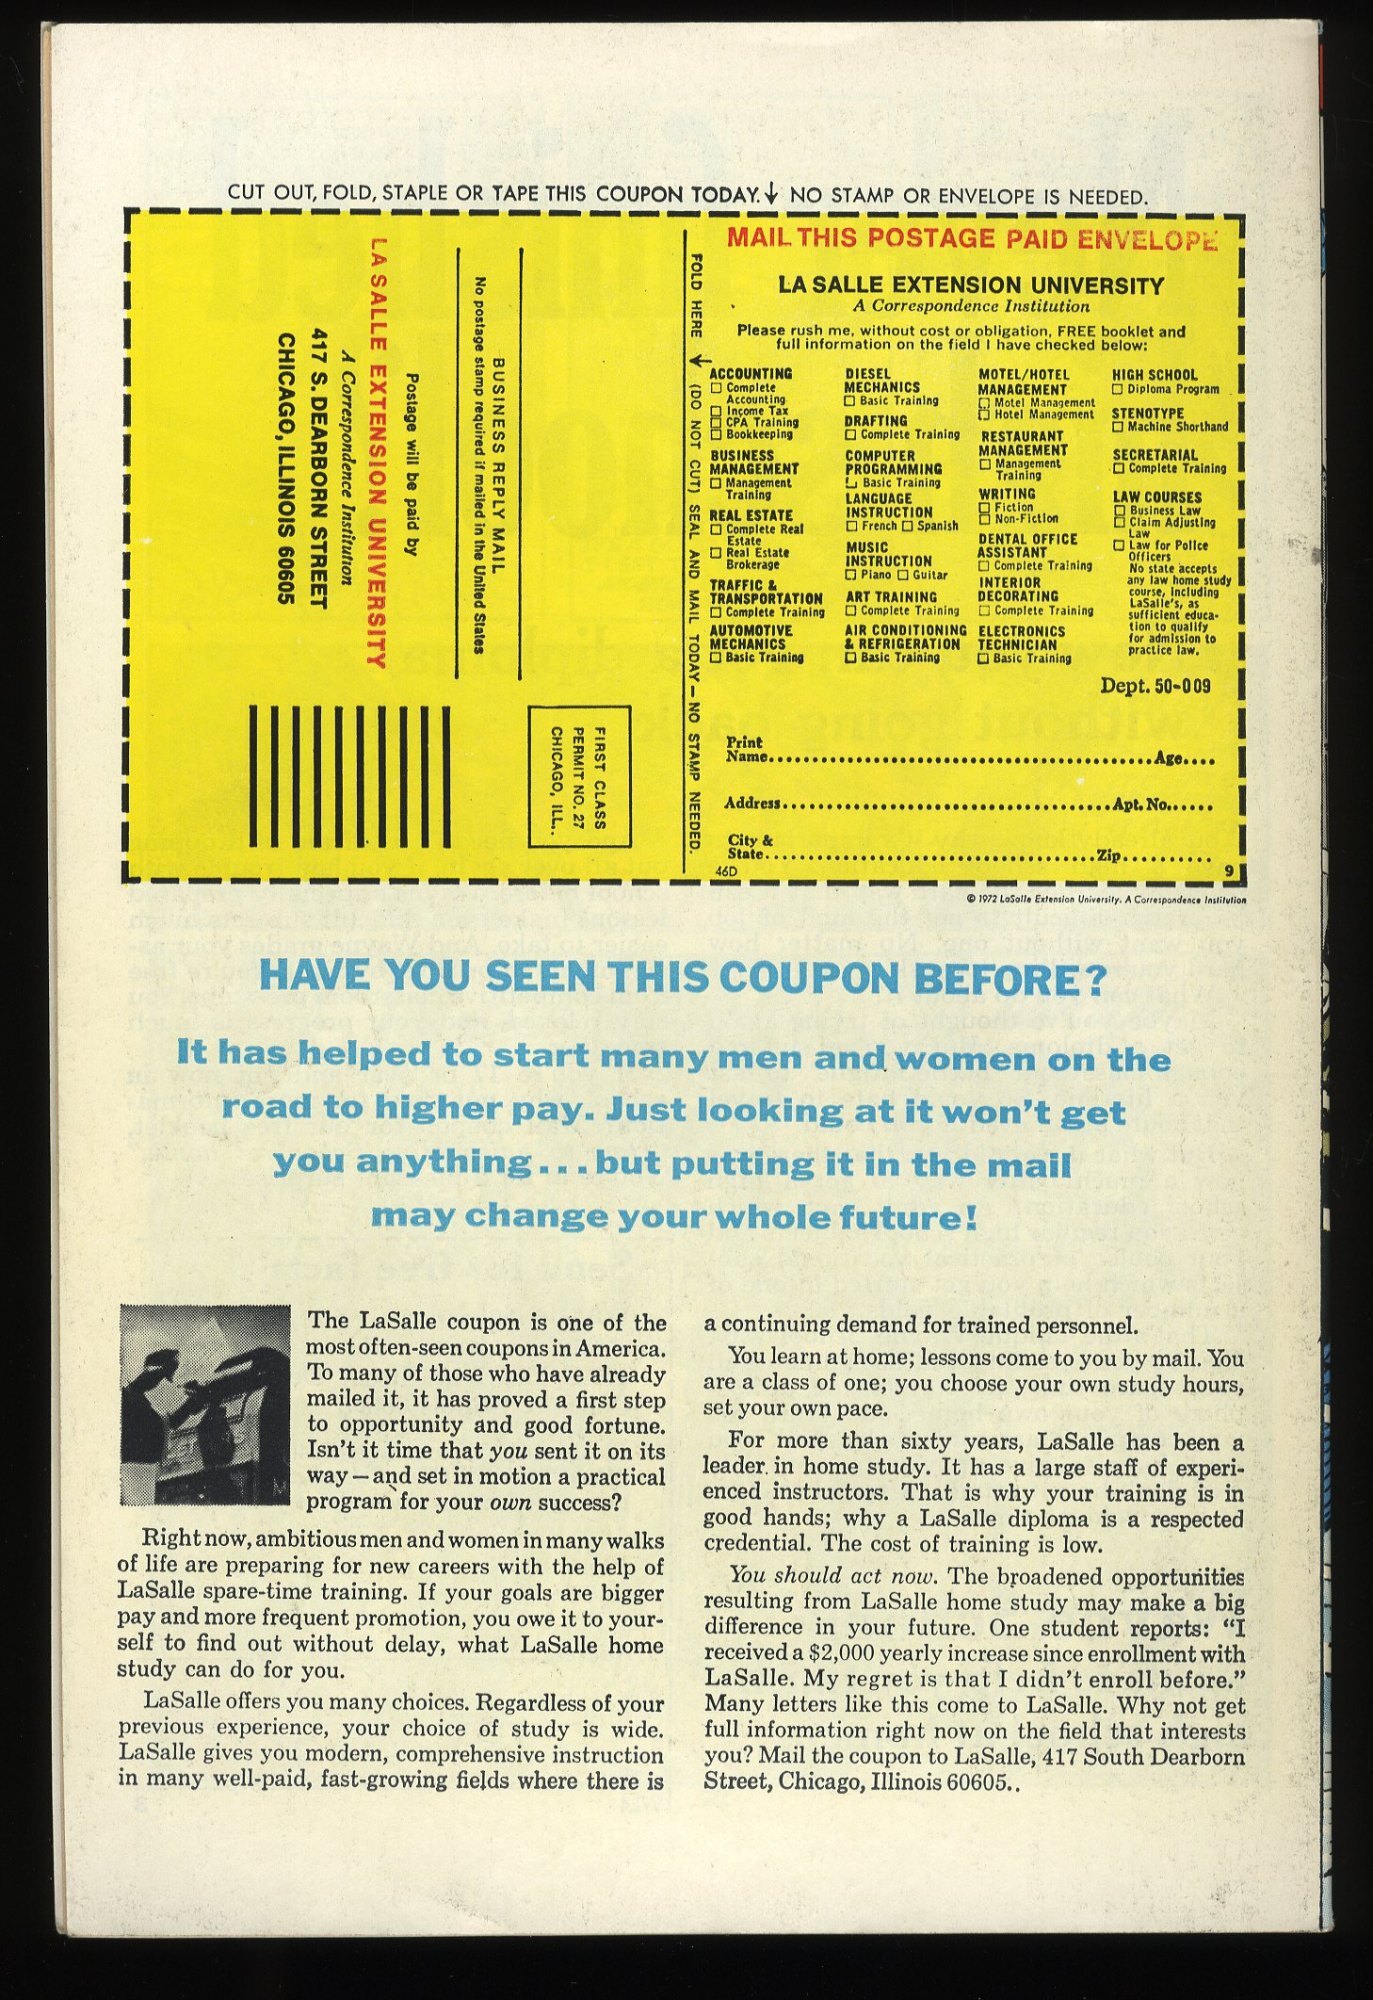 CUT OUT, FOLD, STAPLE OR TAPE THIS COUPON TODAY.↓ NO STAMP OR ENVELOPE IS NEEDED.
BUSINESS REPLY MAIL
No postage stamp required if mailed in the United States
Postage will be paid by
LA SALLE EXTENSION UNIVERSITY
A Correspondence Institution
417 S. DEARBORN STREET
CHICAGO, ILLINOIS 60605
FIRST CLASS
PERMIT NO. 27
CHICAGO, ILL..
FOLD HERE ↓ (DO NOT CUT) SEAL AND MAIL TODAY — NO STAMP NEEDED.
MAIL THIS POSTAGE PAID ENVELOPE
LA SALLE EXTENSION UNIVERSITY
A Correspondence Institution
Please rush me, without cost or obligation, FREE booklet and
full information on the field I have checked below:
ACCOUNTING
☐ Complete
Accounting
☐ Income Tax
☐ CPA Training
☐ Bookkeeping
BUSINESS
MANAGEMENT
☐ Management
Training
REAL ESTATE
☐ Complete Real
Estate
☐ Real Estate
Brokerage
TRAFFIC &
TRANSPORTATION
☐ Complete Training
AUTOMOTIVE
MECHANICS
☐ Basic Training
DIESEL
MECHANICS
☐ Basic Training
DRAFTING
☐ Complete Training
COMPUTER
PROGRAMMING
☐ Basic Training
LANGUAGE
INSTRUCTION
☐ French ☐ Spanish
MUSIC
INSTRUCTION
☐ Piano ☐ Guitar
ART TRAINING
☐ Complete Training
AIR CONDITIONING
& REFRIGERATION
☐ Basic Training
MOTEL/HOTEL
MANAGEMENT
☐ Motel Management
☐ Hotel Management
RESTAURANT
MANAGEMENT
☐ Management
Training
WRITING
☐ Fiction
☐ Non-Fiction
DENTAL OFFICE
ASSISTANT
☐ Complete Training
INTERIOR
DECORATING
☐ Complete Training
ELECTRONICS
TECHNICIAN
☐ Basic Training
HIGH SCHOOL
☐ Diploma Program
STENOTYPE
☐ Machine Shorthand
SECRETARIAL
☐ Complete Training
LAW COURSES
☐ Business Law
☐ Claim Adjusting
Law
☐ Law for Police
Officers
No state accepts
any law home study
course, including
LaSalle's, as
sufficient educa-
tion to qualify
for admission to
practice law.
Dept. 50-009
Print
Name.......... Age....
Address.......... Apt. No......
City &
State.......... Zip..........
46D 9
© 1972 LaSalle Extension University. A Correspondence Institution
HAVE YOU SEEN THIS COUPON BEFORE?
It has helped to start many men and women on the
road to higher pay. Just looking at it won't get
you anything...but putting it in the mail
may change your whole future!
The LaSalle coupon is one of the
most often-seen coupons in America.
To many of those who have already
mailed it, it has proved a first step
to opportunity and good fortune.
Isn't it time that you sent it on its
way—and set in motion a practical
program for your own success?
Right now, ambitious men and women in many walks
of life are preparing for new careers with the help of
LaSalle spare-time training. If your goals are bigger
pay and more frequent promotion, you owe it to your-
self to find out without delay, what LaSalle home
study can do for you.
LaSalle offers you many choices. Regardless of your
previous experience, your choice of study is wide.
LaSalle gives you modern, comprehensive instruction
in many well-paid, fast-growing fields where there is
a continuing demand for trained personnel.
You learn at home; lessons come to you by mail. You
are a class of one; you choose your own study hours,
set your own pace.
For more than sixty years, LaSalle has been a
leader in home study. It has a large staff of experi-
enced instructors. That is why your training is in
good hands; why a LaSalle diploma is a respected
credential. The cost of training is low.
You should act now. The broadened opportunities
resulting from LaSalle home study may make a big
difference in your future. One student reports: "I
received a $2,000 yearly increase since enrollment with
LaSalle. My regret is that I didn't enroll before."
Many letters like this come to LaSalle. Why not get
full information right now on the field that interests
you? Mail the coupon to LaSalle, 417 South Dearborn
Street, Chicago, Illinois 60605..